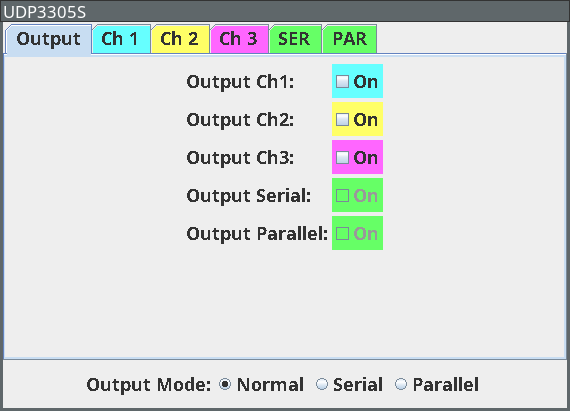 UDP3305S
Output Ch 1 Ch 2 Ch 3 SER PAR
Output Ch1: On
Output Ch2: On
Output Ch3: On
Output Serial: On
Output Parallel: On
Output Mode: Normal Serial Parallel